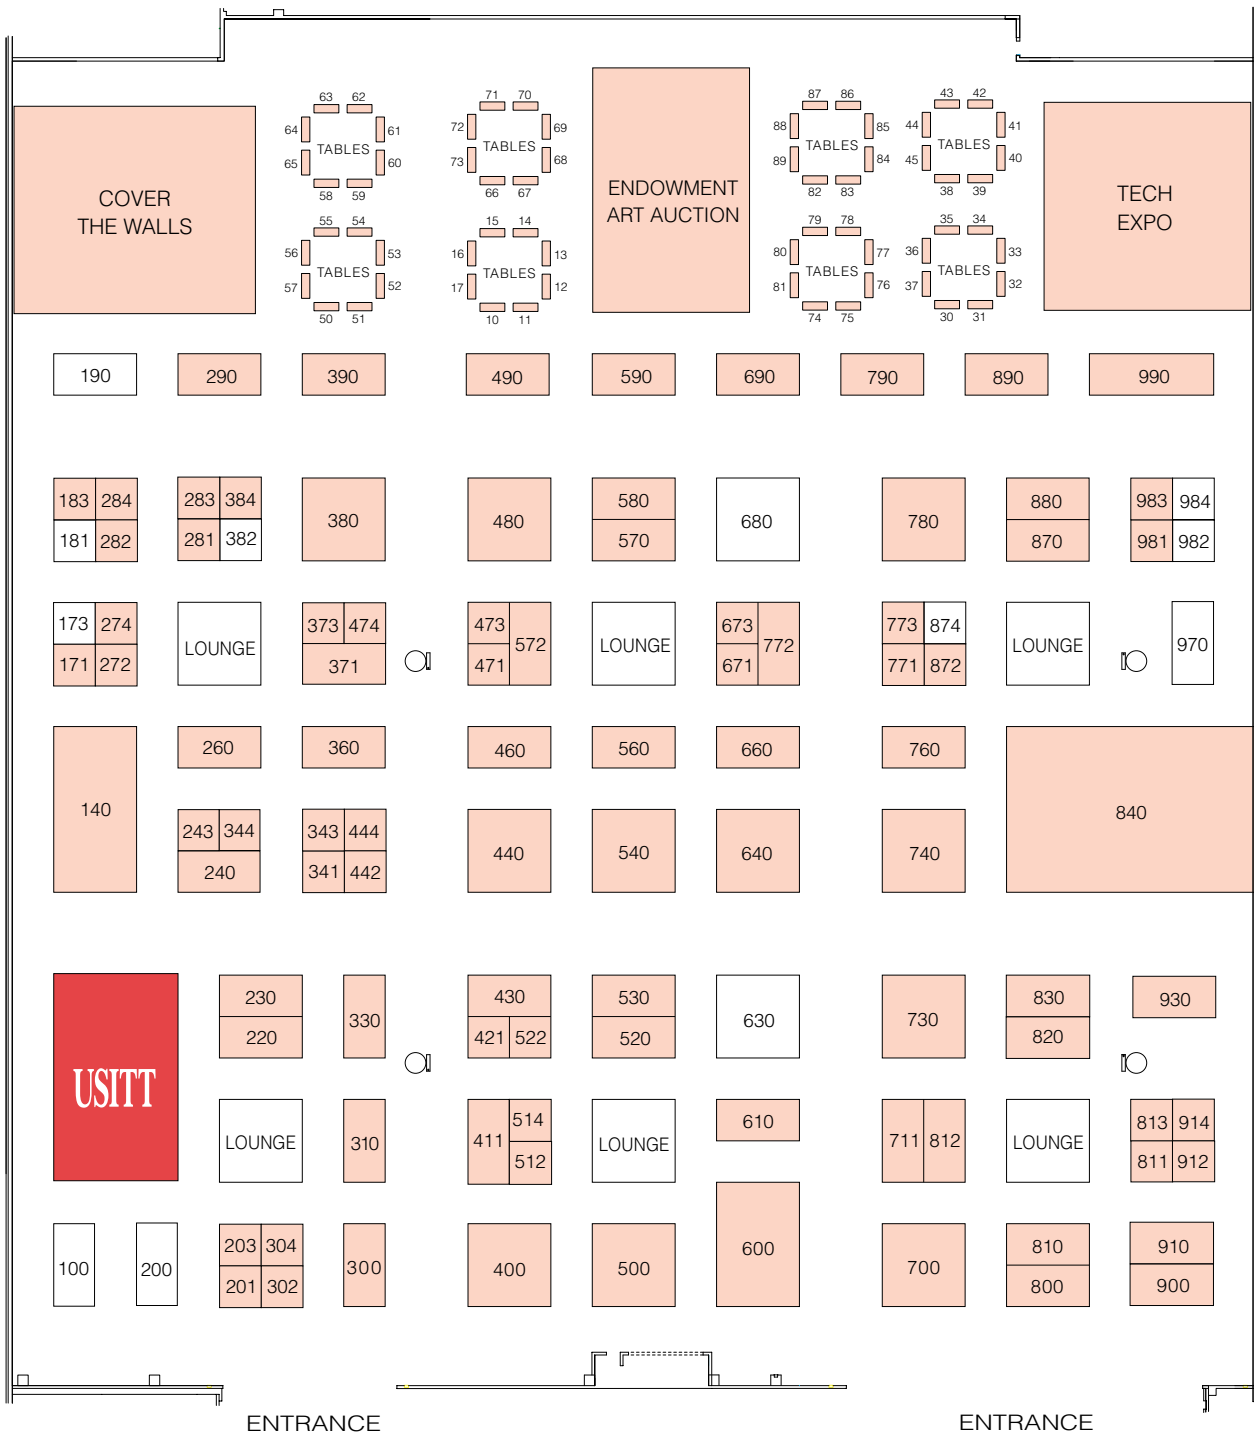 63 62
64 61
TABLES
65 60
58 59
71 70
72 69
TABLES
73 68
66 67
87 86
88 85
TABLES
89 84
82 83
43 42
44 41
TABLES
45 40
38 39
COVER
THE WALLS
ENDOWMENT
ART AUCTION
TECH
EXPO
55 54
56 53
TABLES
57 52
50 51
15 14
16 13
TABLES
17 12
10 11
79 78
80 77
TABLES
81 76
74 75
35 34
36 33
TABLES
37 32
30 31
190 290 390 490 590 690 790 890 990
183 284 283 384 580 880 983 984
380 480 680 780
181 282 281 382 570 870 981 982
173 274 373 474 473 673 773 874
LOUNGE 572 LOUNGE 772 LOUNGE 970
171 272 371 471 671 771 872
260 360 460 560 660 760
140 840
243 344 343 444
440 540 640 740
240 341 442
230 430 530 830 930
330 630 730
220 421 522 520 820
USITT
514 610 813 914
LOUNGE 310 411 LOUNGE 711 812 LOUNGE
512 811 912
203 304 600 810 910
100 200 300 400 500 700
201 302 800 900
ENTRANCE ENTRANCE